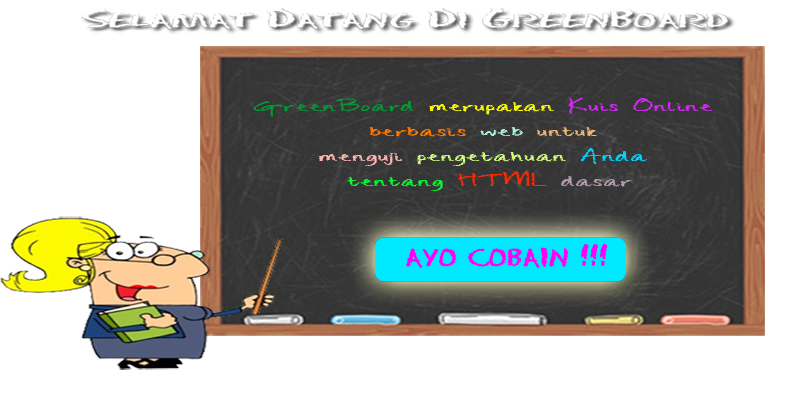 Selamat Datang Di GreenBoard
GreenBoard merupakan Kuis Online
berbasis web untuk
menguji pengetahuan Anda
tentang HTML dasar
AYO COBAIN !!!